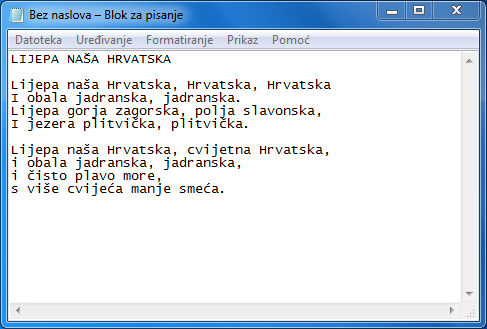 Bez naslova – Blok za pisanje
Datoteka Uređivanje Formatiranje Prikaz Pomoć
LIJEPA NAŠA HRVATSKA
Lijepa naša Hrvatska, Hrvatska, Hrvatska
I obala jadranska, jadranska.
Lijepa gorja zagorska, polja slavonska,
I jezera plitvička, plitvička.
Lijepa naša Hrvatska, cvijetna Hrvatska,
i obala jadranska, jadranska,
i čisto plavo more,
s više cvijeća manje smeća.